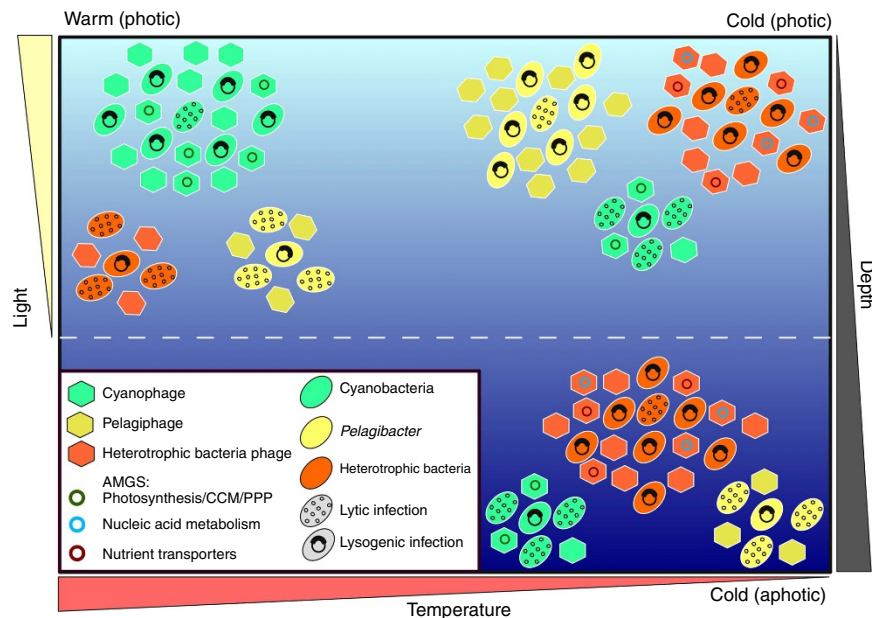 Warm (photic)
Cold (photic)
Light
Depth
Cyanophage
Pelagiphage
Heterotrophic bacteria phage
AMGS:
Photosynthesis/CCM/PPP
Nucleic acid metabolism
Nutrient transporters
Cyanobacteria
Pelagibacter
Heterotrophic bacteria
Lytic infection
Lysogenic infection
Temperature
Cold (aphotic)